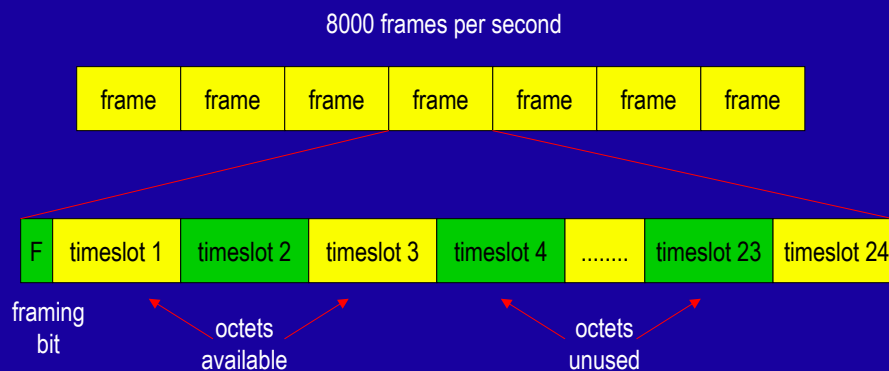 8000 frames per second
frame frame frame frame frame frame frame
F timeslot 1 timeslot 2 timeslot 3 timeslot 4 ........ timeslot 23 timeslot 24
framing
bit
octets
available
octets
unused